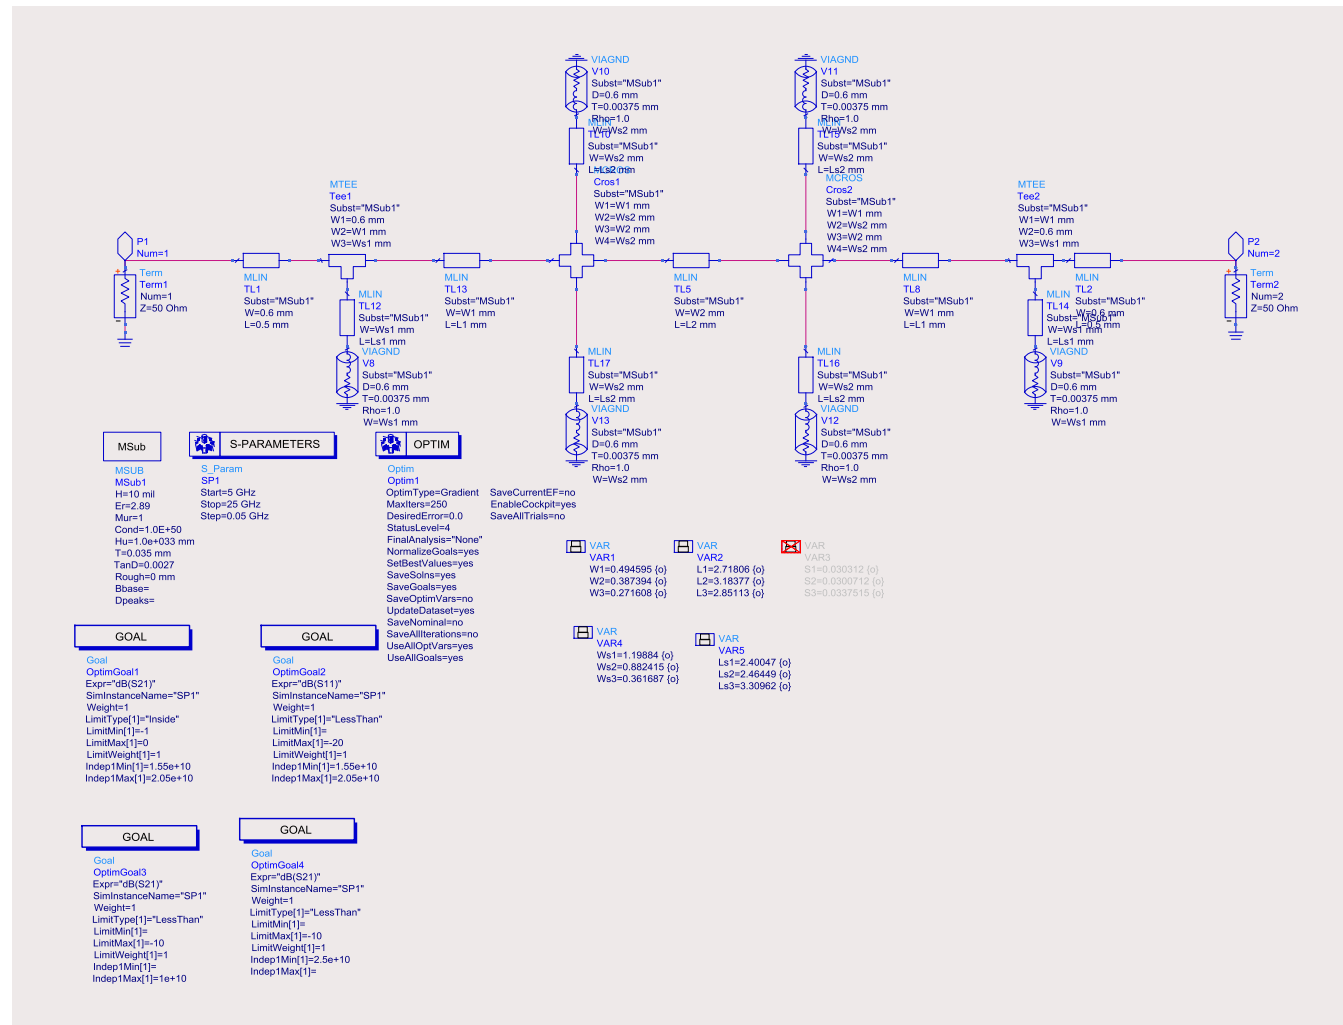 VIAGND
V10
Subst="MSub1"
D=0.6 mm
T=0.00375 mm
Rho=1.0
W=Ws2 mm
MLIN
TL10
Subst="MSub1"
W=Ws2 mm
L=Ls2 mm
VIAGND
V11
Subst="MSub1"
D=0.6 mm
T=0.00375 mm
Rho=1.0
W=Ws2 mm
MLIN
TL15
Subst="MSub1"
W=Ws2 mm
L=Ls2 mm
MTEE
Tee1
Subst="MSub1"
W1=0.6 mm
W2=W1 mm
W3=Ws1 mm
MCROS
Cros1
Subst="MSub1"
W1=W1 mm
W2=Ws2 mm
W3=W2 mm
W4=Ws2 mm
MCROS
Cros2
Subst="MSub1"
W1=W1 mm
W2=Ws2 mm
W3=W2 mm
W4=Ws2 mm
MTEE
Tee2
Subst="MSub1"
W1=W1 mm
W2=0.6 mm
W3=Ws1 mm
P1
Num=1
Term
Term1
Num=1
Z=50 Ohm
MLIN
TL1
Subst="MSub1"
W=0.6 mm
L=0.5 mm
MLIN
TL12
Subst="MSub1"
W=Ws1 mm
L=Ls1 mm
VIAGND
V8
Subst="MSub1"
D=0.6 mm
T=0.00375 mm
Rho=1.0
W=Ws1 mm
MLIN
TL13
Subst="MSub1"
W=W1 mm
L=L1 mm
MLIN
TL5
Subst="MSub1"
W=W2 mm
L=L2 mm
MLIN
TL8
Subst="MSub1"
W=W1 mm
L=L1 mm
MLIN
TL2
Subst="MSub1"
W=0.6 mm
L=0.5 mm
MLIN
TL14
Subst="MSub1"
W=Ws1 mm
L=Ls1 mm
VIAGND
V9
Subst="MSub1"
D=0.6 mm
T=0.00375 mm
Rho=1.0
W=Ws1 mm
P2
Num=2
Term
Term2
Num=2
Z=50 Ohm
MLIN
TL17
Subst="MSub1"
W=Ws2 mm
L=Ls2 mm
VIAGND
V13
Subst="MSub1"
D=0.6 mm
T=0.00375 mm
Rho=1.0
W=Ws2 mm
MLIN
TL16
Subst="MSub1"
W=Ws2 mm
L=Ls2 mm
VIAGND
V12
Subst="MSub1"
D=0.6 mm
T=0.00375 mm
Rho=1.0
W=Ws2 mm
MSub
MSUB
MSub1
H=10 mil
Er=2.89
Mur=1
Cond=1.0E+50
Hu=1.0e+033 mm
T=0.035 mm
TanD=0.0027
Rough=0 mm
Bbase=
Dpeaks=
S-PARAMETERS
S_Param
SP1
Start=5 GHz
Stop=25 GHz
Step=0.05 GHz
OPTIM
Optim
Optim1
OptimType=Gradient
MaxIters=250
DesiredError=0.0
StatusLevel=4
FinalAnalysis="None"
NormalizeGoals=yes
SetBestValues=yes
SaveSolns=yes
SaveGoals=yes
SaveOptimVars=no
UpdateDataset=yes
SaveNominal=no
SaveAllIterations=no
UseAllOptVars=yes
UseAllGoals=yes
SaveCurrentEF=no
EnableCockpit=yes
SaveAllTrials=no
VAR
VAR1
W1=0.494595 {o}
W2=0.387394 {o}
W3=0.271608 {o}
VAR
VAR2
L1=2.71806 {o}
L2=3.18377 {o}
L3=2.85113 {o}
VAR
VAR3
S1=0.030312 {o}
S2=0.0300712 {o}
S3=0.0337515 {o}
VAR
VAR4
Ws1=1.19884 {o}
Ws2=0.882415 {o}
Ws3=0.361687 {o}
VAR
VAR5
Ls1=2.40047 {o}
Ls2=2.46449 {o}
Ls3=3.30962 {o}
GOAL
Goal
OptimGoal1
Expr="dB(S21)"
SimInstanceName="SP1"
Weight=1
LimitType[1]="Inside"
LimitMin[1]=-1
LimitMax[1]=0
LimitWeight[1]=1
Indep1Min[1]=1.55e+10
Indep1Max[1]=2.05e+10
GOAL
Goal
OptimGoal2
Expr="dB(S11)"
SimInstanceName="SP1"
Weight=1
LimitType[1]="LessThan"
LimitMin[1]=
LimitMax[1]=-20
LimitWeight[1]=1
Indep1Min[1]=1.55e+10
Indep1Max[1]=2.05e+10
GOAL
Goal
OptimGoal3
Expr="dB(S21)"
SimInstanceName="SP1"
Weight=1
LimitType[1]="LessThan"
LimitMin[1]=
LimitMax[1]=-10
LimitWeight[1]=1
Indep1Min[1]=
Indep1Max[1]=1e+10
GOAL
Goal
OptimGoal4
Expr="dB(S21)"
SimInstanceName="SP1"
Weight=1
LimitType[1]="LessThan"
LimitMin[1]=
LimitMax[1]=-10
LimitWeight[1]=1
Indep1Min[1]=2.5e+10
Indep1Max[1]=